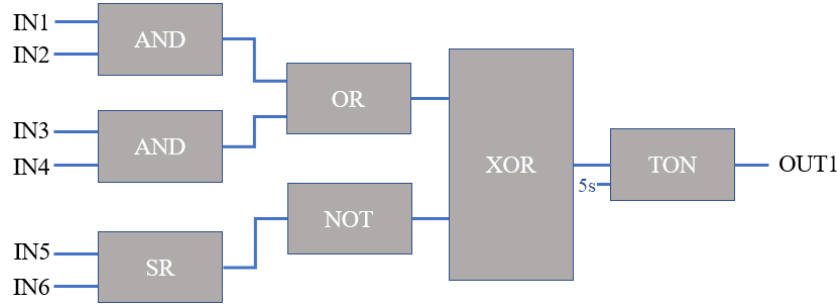 IN1
IN2
AND
OR
IN3
IN4
AND
XOR
5s
TON
OUT1
NOT
IN5
IN6
SR